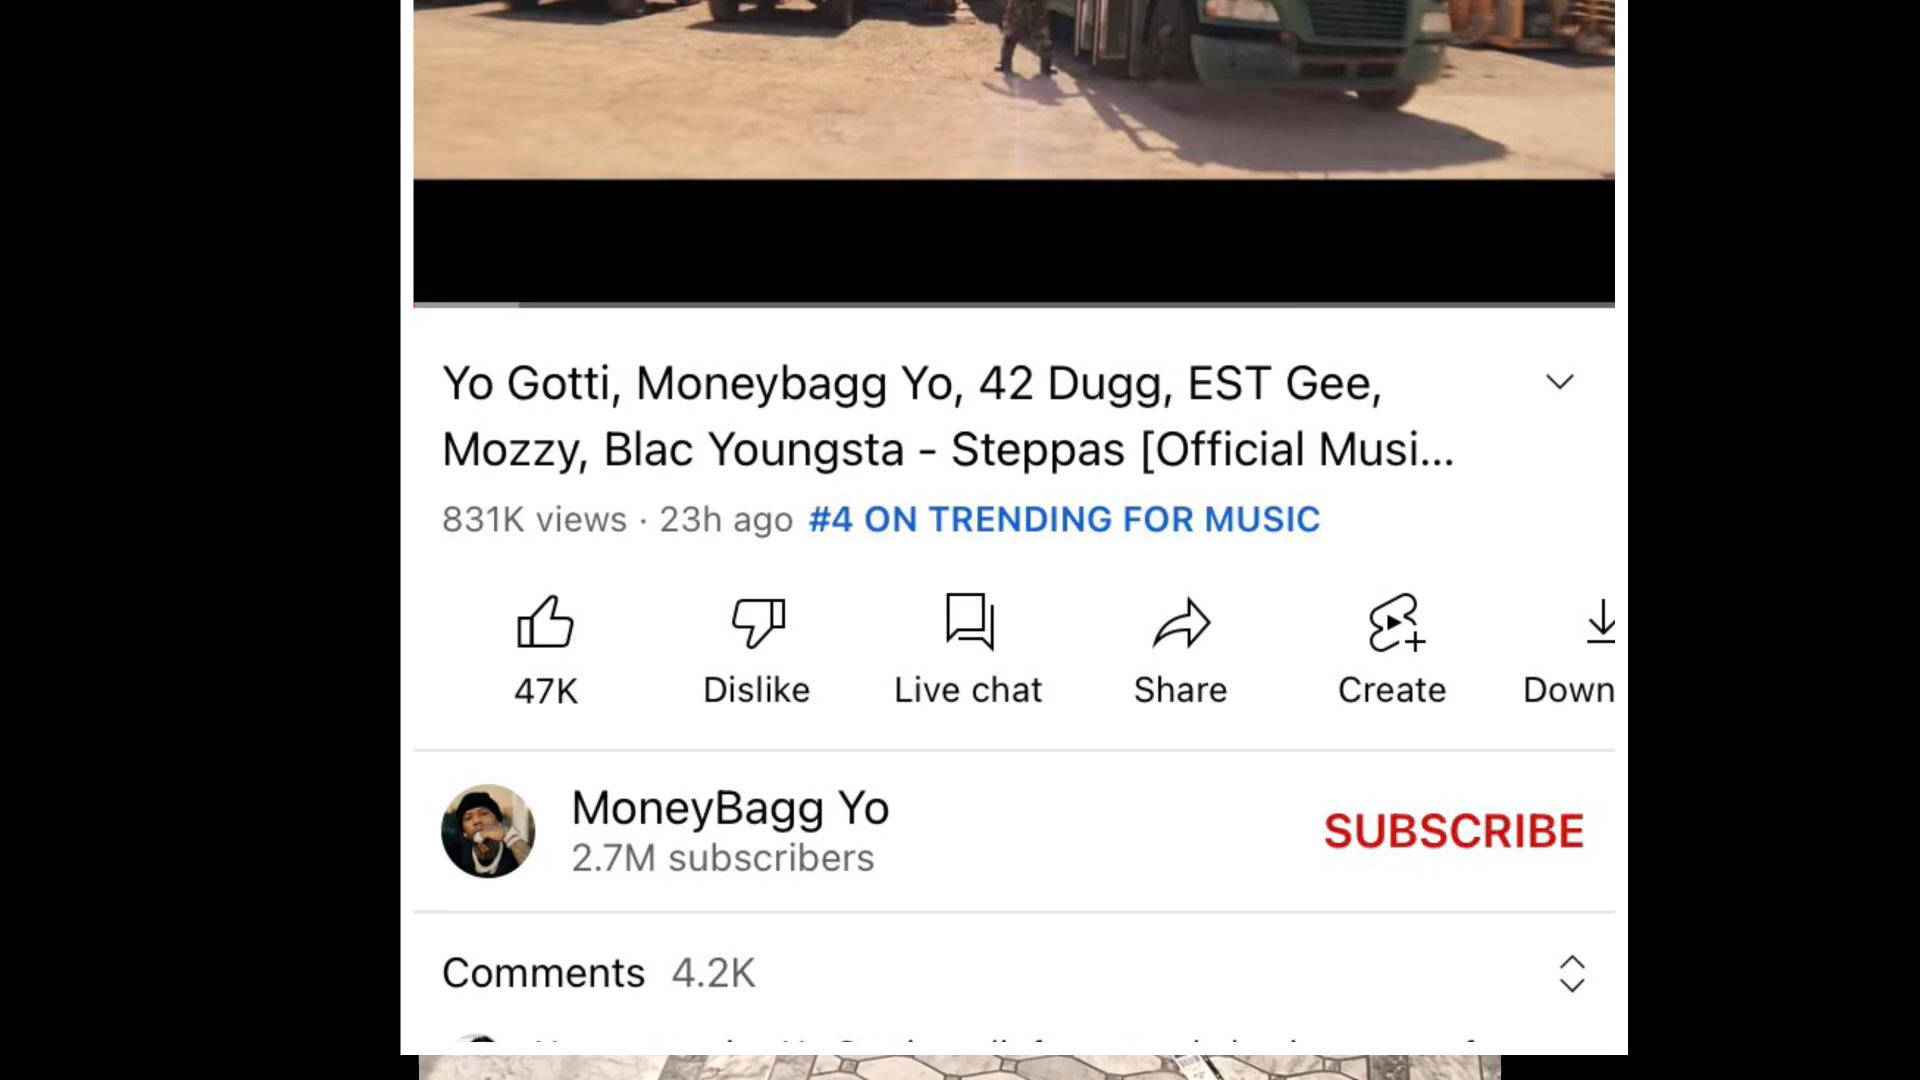 Yo Gotti, Moneybagg Yo, 42 Dugg, EST Gee,
Mozzy, Blac Youngsta - Steppas [Official Musi...
831K views · 23h ago #4 ON TRENDING FOR MUSIC
47K
Dislike
Live chat
Share
Create
Down
MoneyBagg Yo
2.7M subscribers
SUBSCRIBE
Comments 4.2K